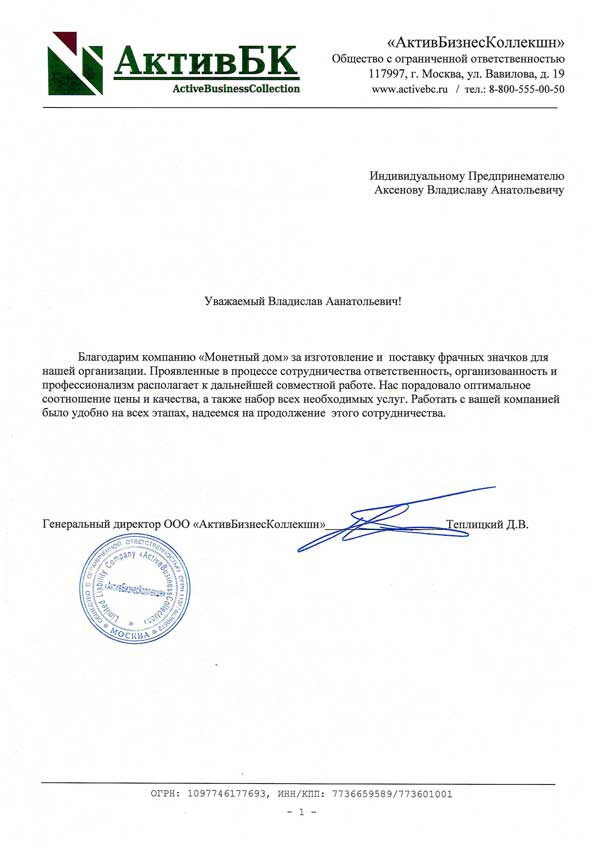 АктивБК
ActiveBusinessCollection
«АктивБизнесКоллекшн»
Общество с ограниченной ответственностью
117997, г. Москва, ул. Вавилова, д. 19
www.activebc.ru / тел.: 8-800-555-00-50
Индивидуальному Предпринемателю
Аксенову Владиславу Анатольевичу
Уважаемый Владислав Аанатольевич!
Благодарим компанию «Монетный дом» за изготовление и поставку фрачных значков для
нашей организации. Проявленные в процессе сотрудничества ответственность, организованность и
профессионализм располагает к дальнейшей совместной работе. Нас порадовало оптимальное
соотношение цены и качества, а также набор всех необходимых услуг. Работать с вашей компанией
было удобно на всех этапах, надеемся на продолжение этого сотрудничества.
Генеральный директор ООО «АктивБизнесКоллекшн»____________________Теплицкий Д.В.
ОБЩЕСТВО С ОГРАНИЧЕННОЙ ОТВЕТСТВЕННОСТЬЮ ОГРН
Limited Liability Company «ActiveBusinessCollection»
«АктивБизнесКоллекшн»
* МОСКВА *
ОГРН: 1097746177693, ИНН/КПП: 7736659589/773601001
- 1 -